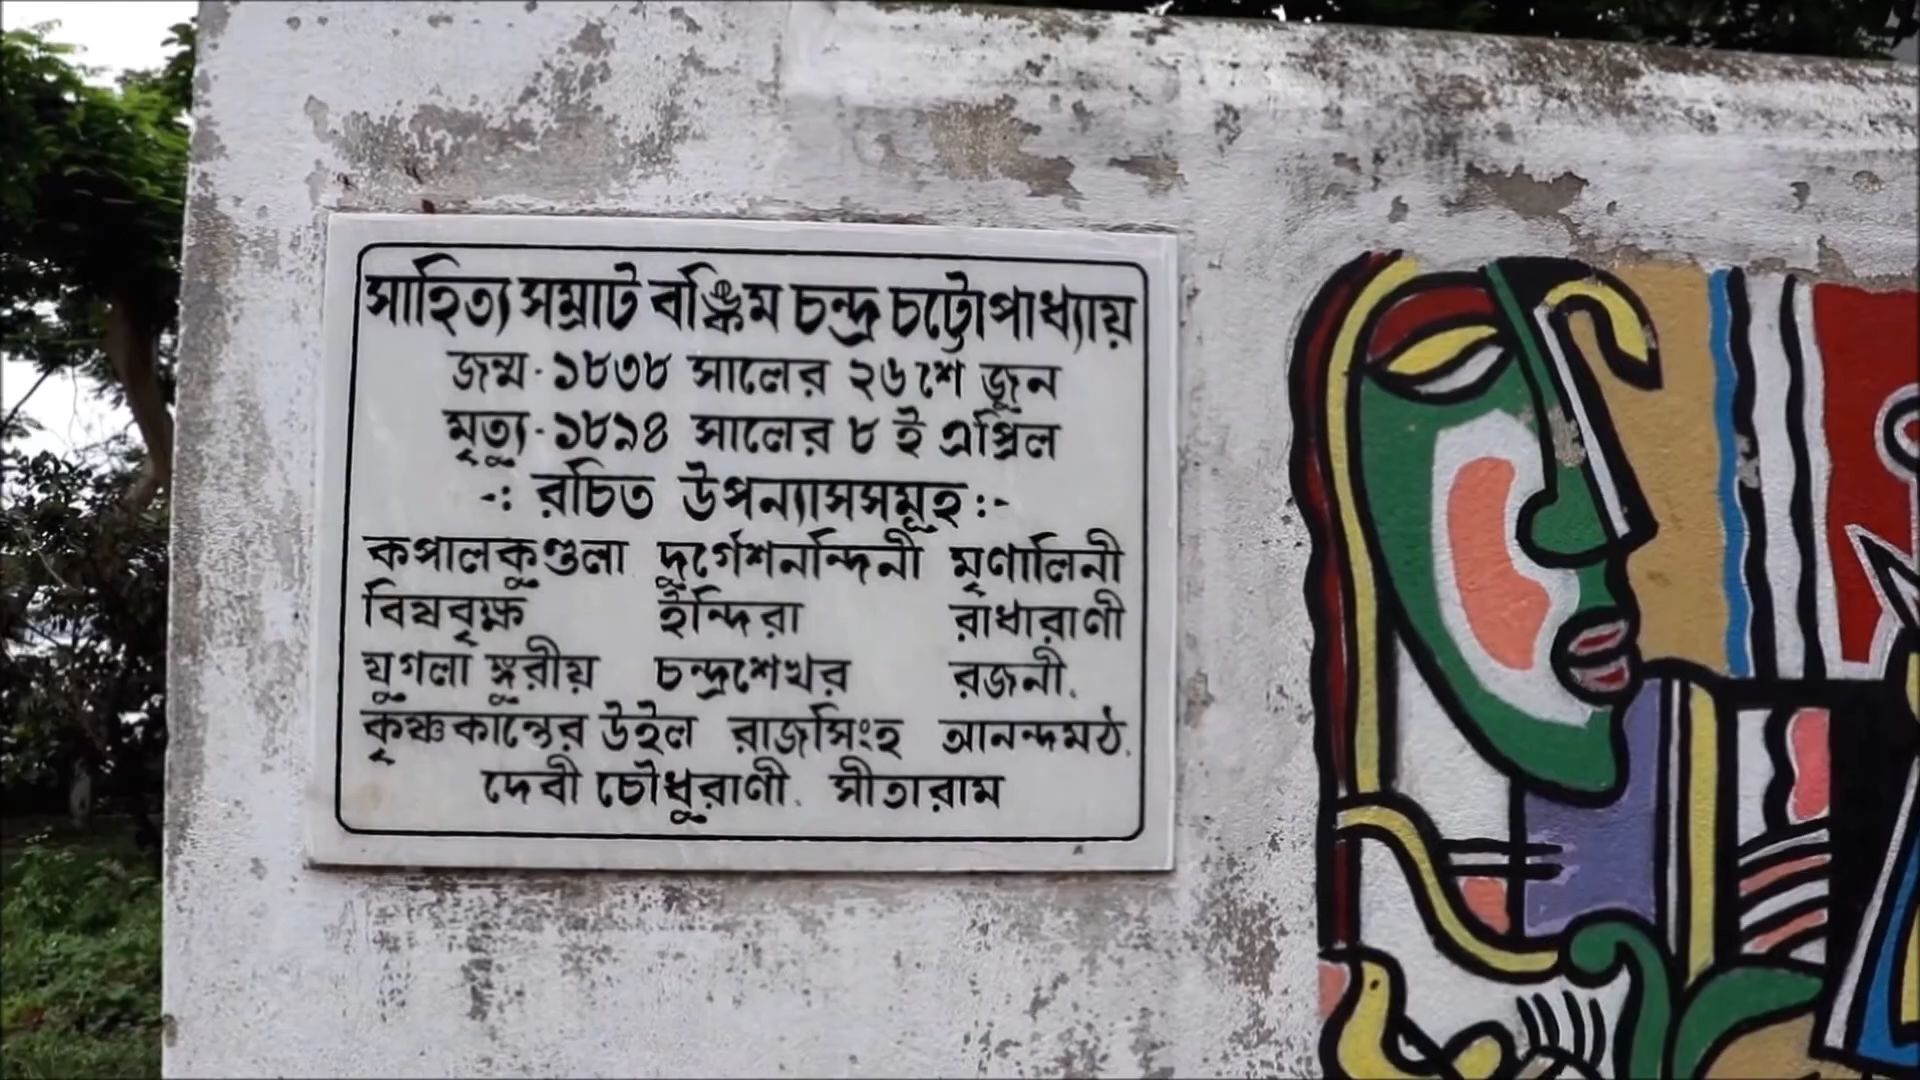 সাহিত্য সম্রাট বঙ্কিম চন্দ্র চট্টোপাধ্যায়
জন্ম - ১৮৩৮ সালের ২৬ শে জুন
মৃত্যু - ১৮৯৪ সালের ৮ ই এপ্রিল
-: রচিত উপন্যাসসমূহ :-
কপালকুণ্ডলা দুর্গেশনন্দিনী মৃণালিনী
বিষবৃক্ষ ইন্দিরা রাধারাণী
যুগলাঙ্গুরীয় চন্দ্রশেখর রজনী.
কৃষ্ণকান্তের উইল রাজসিংহ আনন্দমঠ.
দেবী চৌধুরাণী. সীতারাম